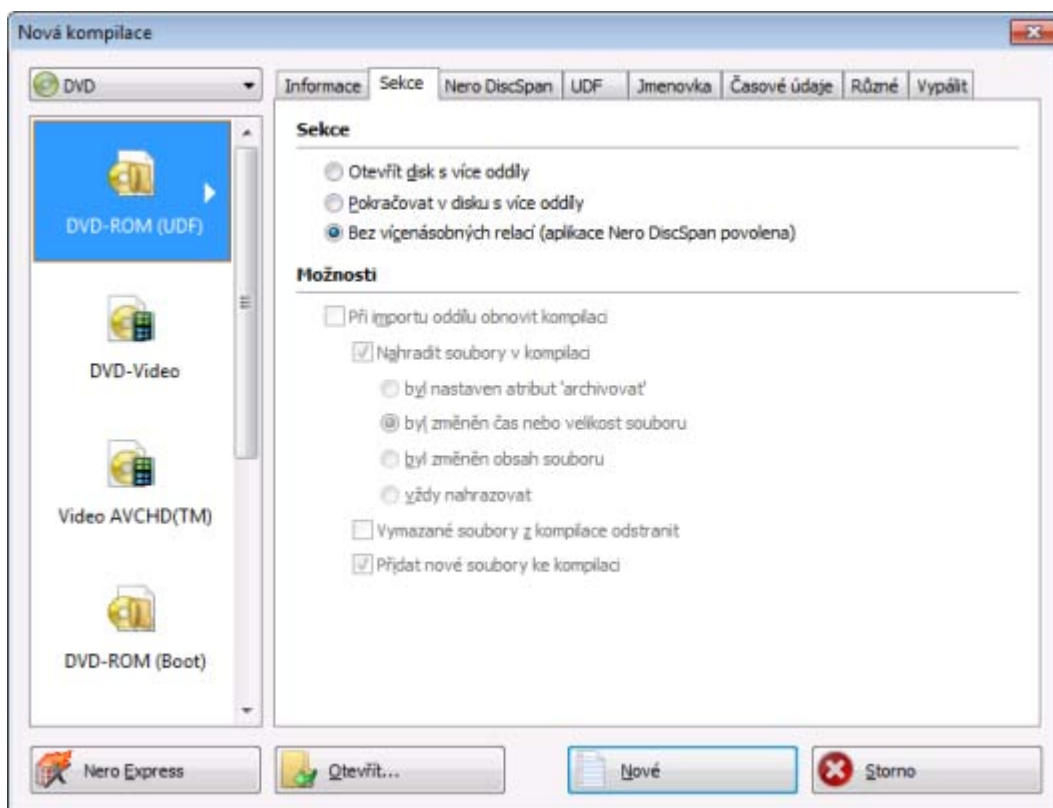 Nová kompilace
DVD
DVD-ROM (UDF)
DVD-Video
Video AVCHD(TM)
DVD-ROM (Boot)
Informace
Sekce
Nero DiscSpan
UDF
Jmenovka
Časové údaje
Různé
Vypálit
Sekce
Otevřít disk s více oddíly
Pokračovat v disku s více oddíly
Bez vícenásobných relací (aplikace Nero DiscSpan povolena)
Možnosti
Při importu oddílu obnovit kompilaci
Nahradit soubory v kompilaci
byl nastaven atribut 'archivovat'
byl změněn čas nebo velikost souboru
byl změněn obsah souboru
vždy nahrazovat
Vymazané soubory z kompilace odstranit
Přidat nové soubory ke kompilaci
Nero Express
Otevřít...
Nové
Storno